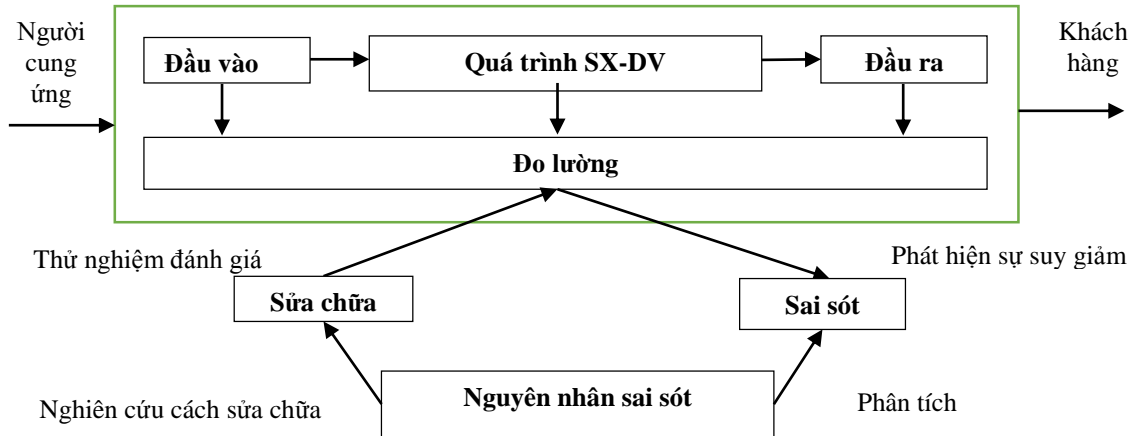 Người
cung
ứng
Đầu vào
Quá trình SX-DV
Đầu ra
Khách
hàng
Đo lường
Thử nghiệm đánh giá
Phát hiện sự suy giảm
Sửa chữa
Sai sót
Nghiên cứu cách sửa chữa
Nguyên nhân sai sót
Phân tích